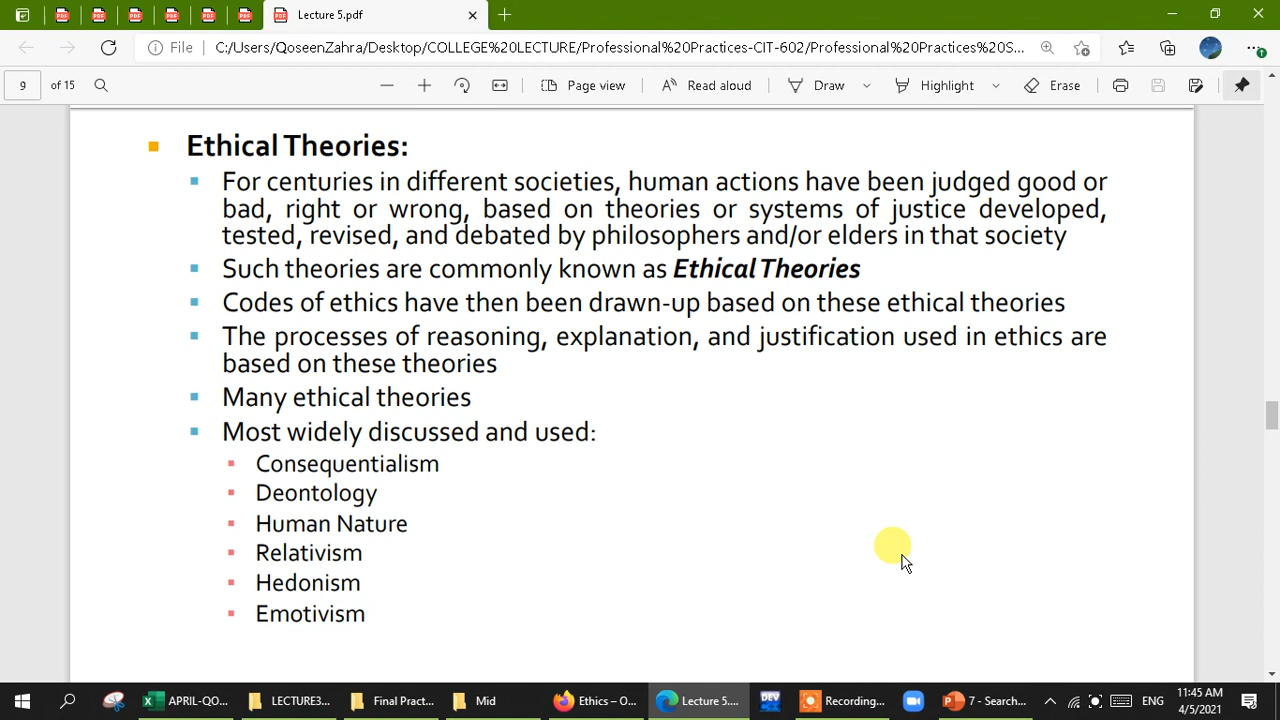 Lecture 5.pdf
File
C:/Users/QoseenZahra/Desktop/COLLEGE%20LECTURE/Professional%20Practices-CIT-602/Professional%20Practices%20S...
9 of 15
Page view
Read aloud
Draw
Highlight
Erase
Ethical Theories:
For centuries in different societies, human actions have been judged good or
bad, right or wrong, based on theories or systems of justice developed,
tested, revised, and debated by philosophers and/or elders in that society
Such theories are commonly known as Ethical Theories
Codes of ethics have then been drawn-up based on these ethical theories
The processes of reasoning, explanation, and justification used in ethics are
based on these theories
Many ethical theories
Most widely discussed and used:
Consequentialism
Deontology
Human Nature
Relativism
Hedonism
Emotivism
APRIL-QO...
LECTURE3...
Final Pract...
Mid
Ethics – O...
Lecture 5....
DEV
Recording...
7 - Search...
ENG
11:45 AM
4/5/2021